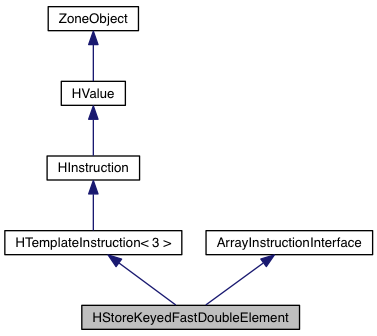 ZoneObject
HValue
HInstruction
HTemplateInstruction< 3 >
ArrayInstructionInterface
HStoreKeyedFastDoubleElement